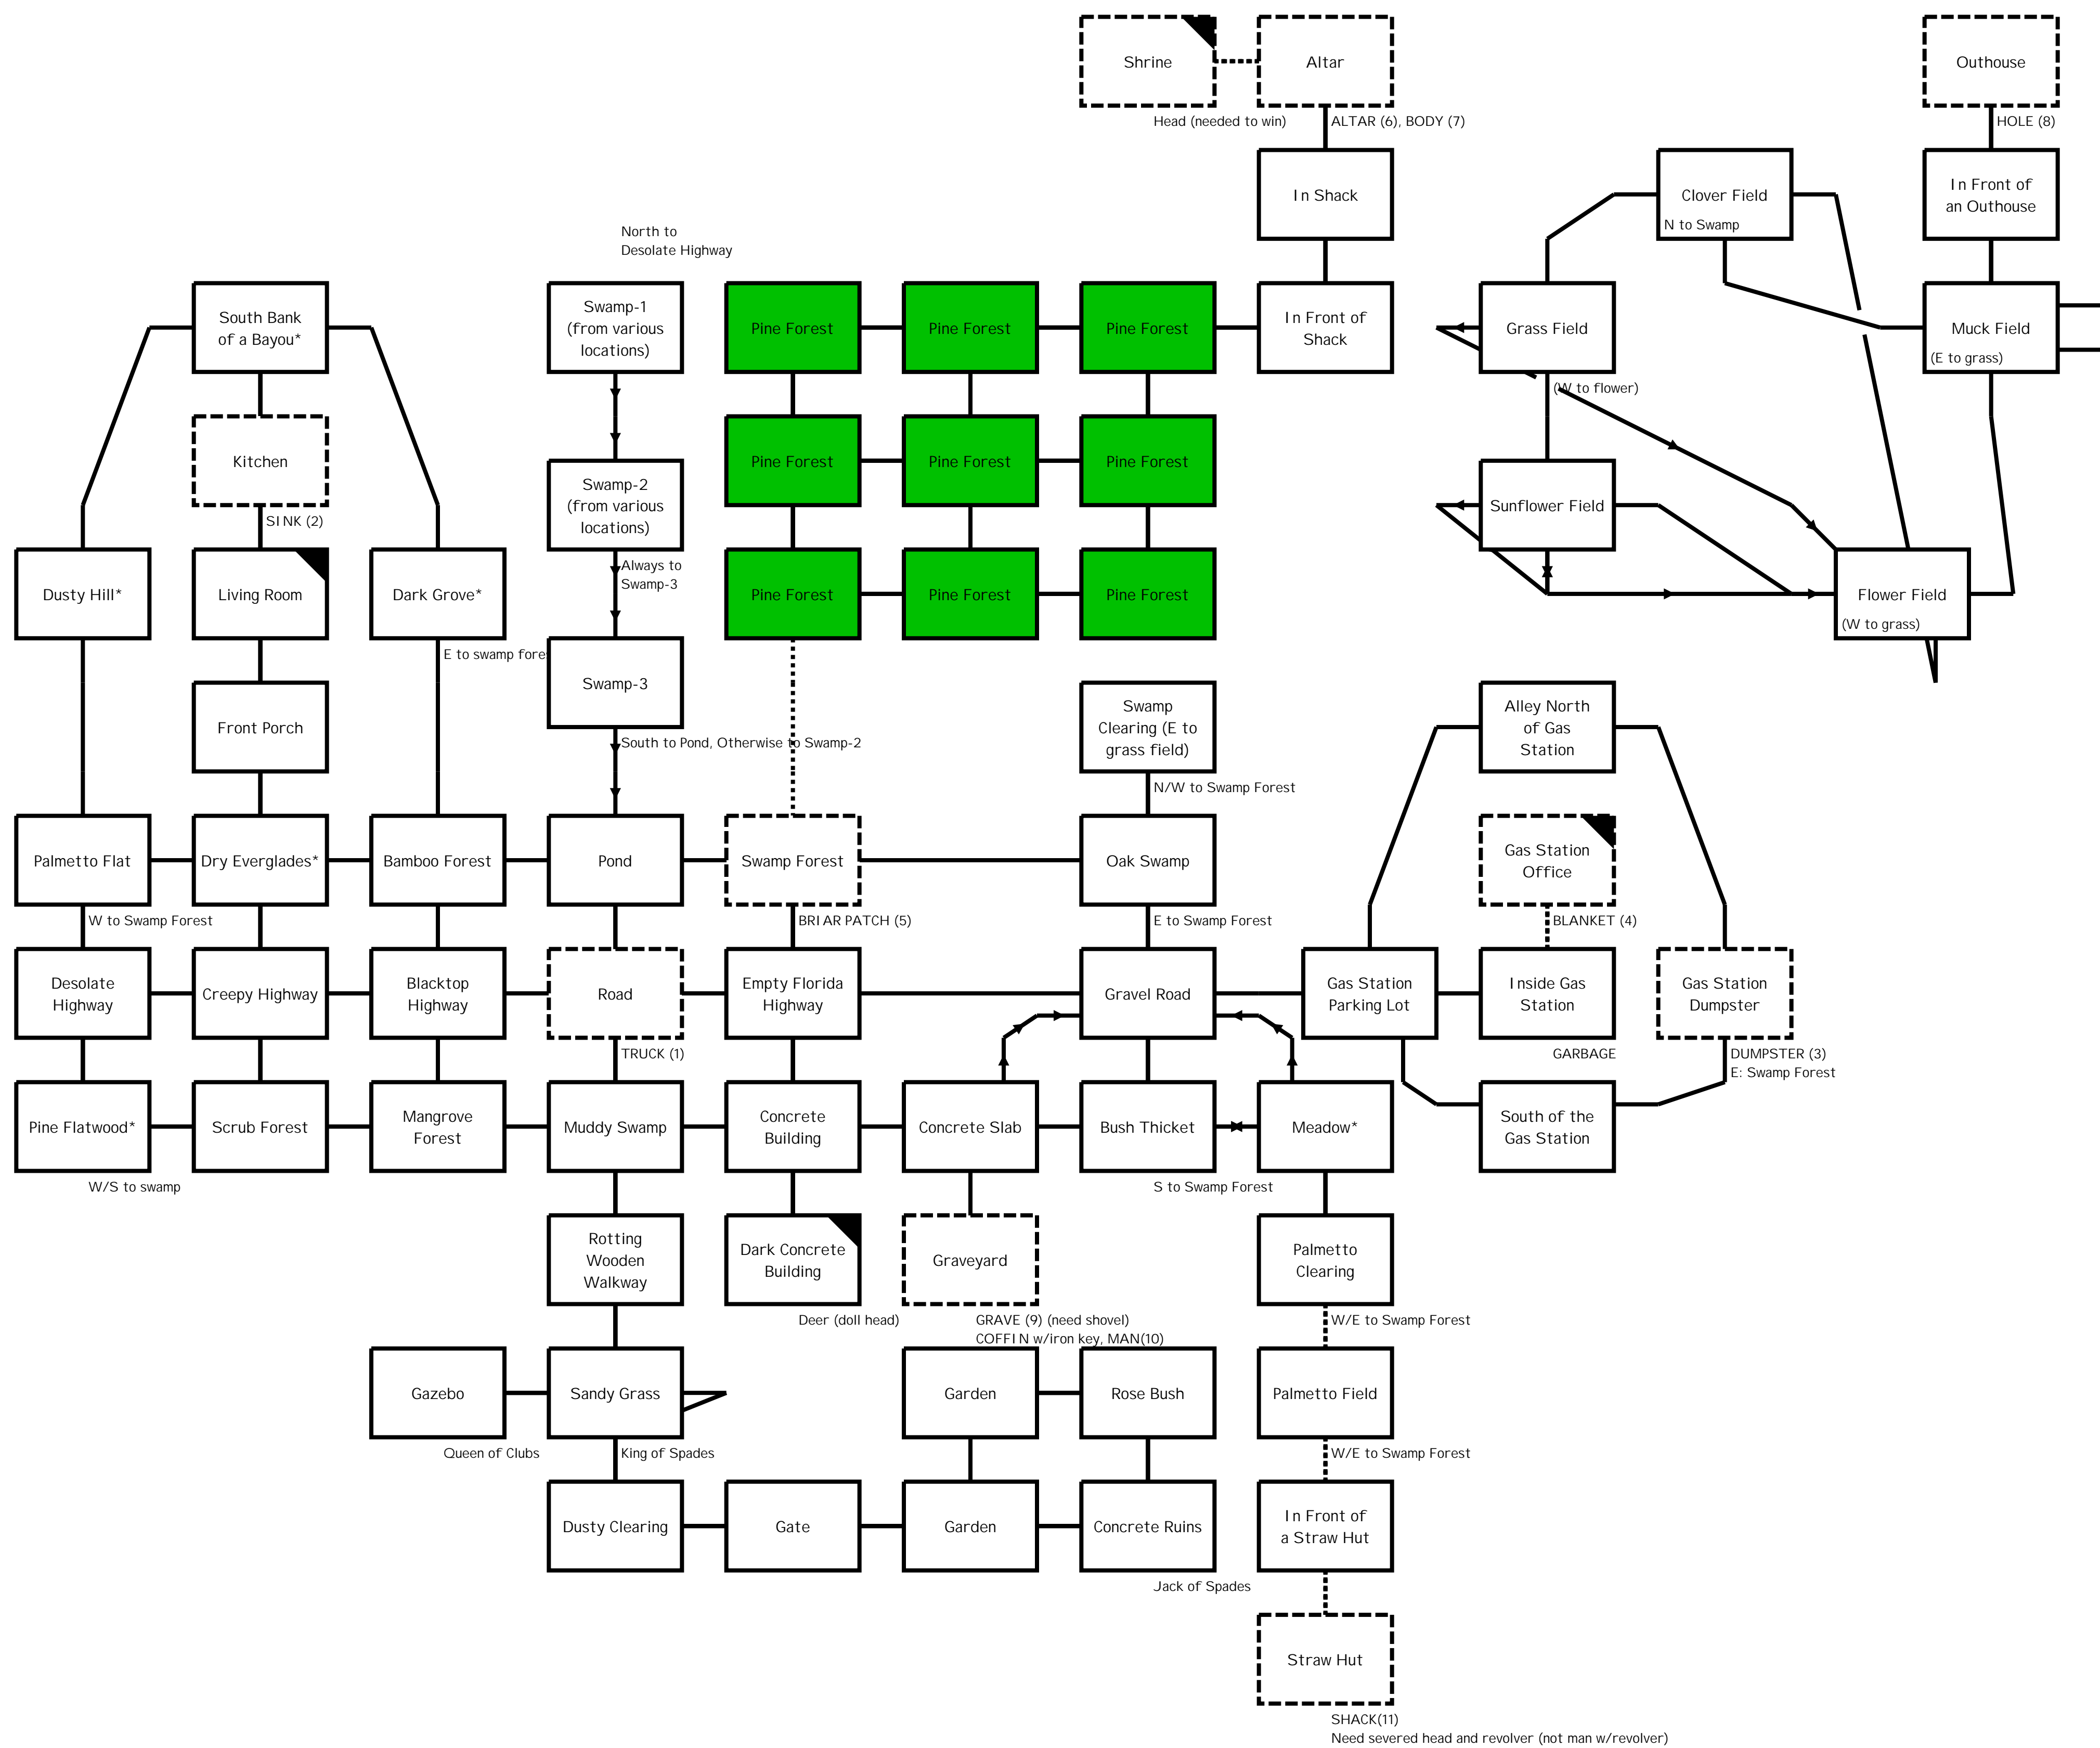 Shrine
Altar
Outhouse
Head (needed to win)
ALTAR (6), BODY (7)
HOLE (8)
In Shack
Clover Field
N to Swamp
In Front of
an Outhouse
North to
Desolate Highway
South Bank
of a Bayou*
Swamp-1
(from various
locations)
Pine Forest
Pine Forest
Pine Forest
In Front of
Shack
Grass Field
(W to flower)
Muck Field
(E to grass)
Kitchen
SINK (2)
Swamp-2
(from various
locations)
Always to
Swamp-3
Pine Forest
Pine Forest
Pine Forest
Sunflower Field
Dusty Hill*
Living Room
Dark Grove*
E to swamp fore
Pine Forest
Pine Forest
Pine Forest
Flower Field
(W to grass)
Front Porch
Swamp-3
South to Pond, Otherwise to Swamp-2
Swamp
Clearing (E to
grass field)
N/W to Swamp Forest
Alley North
of Gas
Station
Palmetto Flat
W to Swamp Forest
Dry Everglades*
Bamboo Forest
Pond
Swamp Forest
BRIAR PATCH (5)
Oak Swamp
E to Swamp Forest
Gas Station
Office
BLANKET (4)
Desolate
Highway
Creepy Highway
Blacktop
Highway
Road
TRUCK (1)
Empty Florida
Highway
Gravel Road
Gas Station
Parking Lot
Inside Gas
Station
GARBAGE
Gas Station
Dumpster
DUMPSTER (3)
E: Swamp Forest
Pine Flatwood*
W/S to swamp
Scrub Forest
Mangrove
Forest
Muddy Swamp
Concrete
Building
Concrete Slab
Bush Thicket
S to Swamp Forest
Meadow*
South of the
Gas Station
Rotting
Wooden
Walkway
Dark Concrete
Building
Deer (doll head)
Graveyard
GRAVE (9) (need shovel)
COFFIN w/iron key, MAN(10)
Palmetto
Clearing
W/E to Swamp Forest
Gazebo
Queen of Clubs
Sandy Grass
King of Spades
Garden
Rose Bush
Palmetto Field
W/E to Swamp Forest
Dusty Clearing
Gate
Garden
Concrete Ruins
Jack of Spades
In Front of
a Straw Hut
Straw Hut
SHACK(11)
Need severed head and revolver (not man w/revolver)